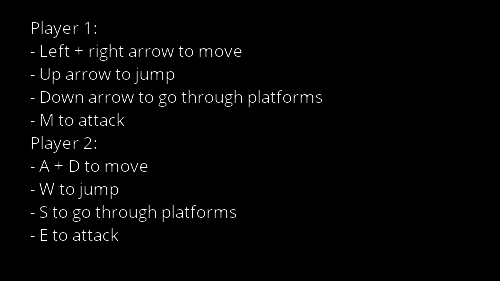 Player 1:
- Left + right arrow to move
- Up arrow to jump
- Down arrow to go through platforms
- M to attack
Player 2:
- A + D to move
- W to jump
- S to go through platforms
- E to attack